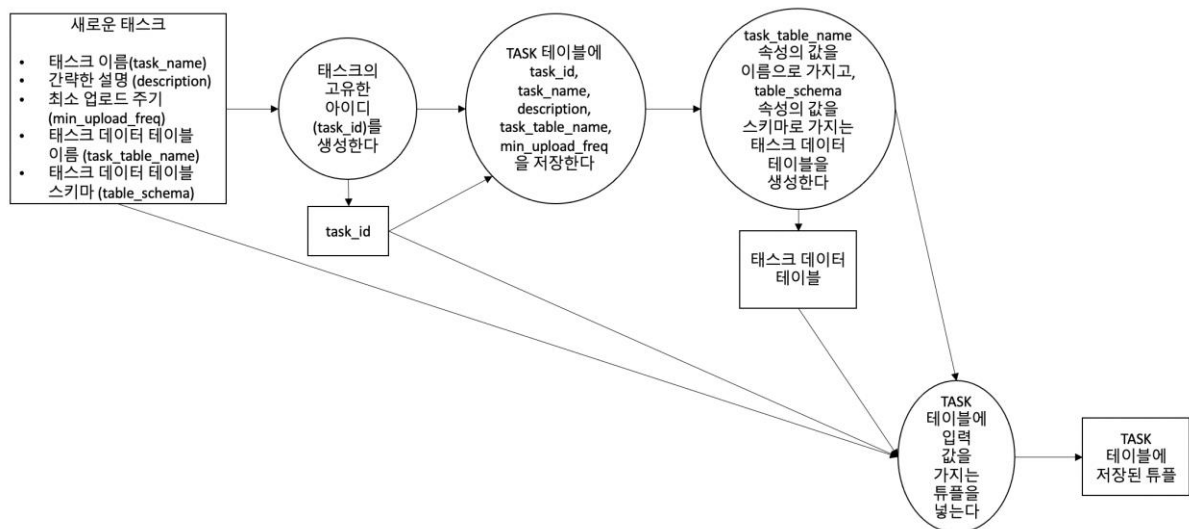 새로운 태스크
• 태스크 이름(task_name)
• 간략한 설명 (description)
• 최소 업로드 주기
(min_upload_freq)
• 태스크 데이터 테이블
이름 (task_table_name)
• 태스크 데이터 테이블
스키마 (table_schema)
태스크의
고유한
아이디
(task_id)를
생성한다
task_id
TASK 테이블에
task_id,
task_name,
description,
task_table_name,
min_upload_freq
을 저장한다
task_table_name
속성의 값을
이름으로 가지고,
table_schema
속성의 값을
스키마로 가지는
태스크 데이터
테이블을
생성한다
태스크 데이터
테이블
TASK
테이블에
입력
값을
가지는
튜플을
넣는다
TASK
테이블에
저장된 튜플